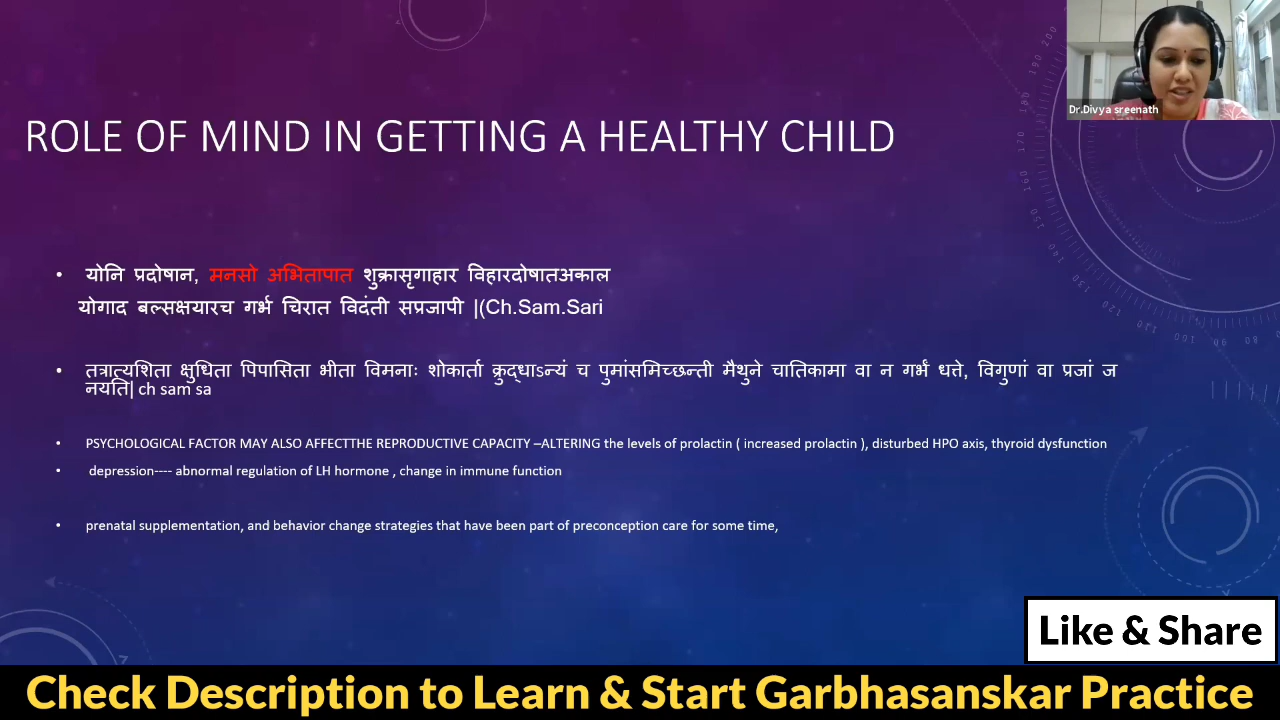 Dr.Divya sreenath
ROLE OF MIND IN GETTING A HEALTHY CHILD
• योनि प्रदोषान, मनसो अभितापात शुक्रासृगाहार विहारदोषातअकाल
योगाद बल्सक्षयारच गर्भ चिरात विदंती सप्रजापी |(Ch.Sam.Sari
• तत्रात्यशिता क्षुधिता पिपासिता भीता विमनाः शोकार्ता क्रुद्धाऽन्यं च पुमांसमिच्छन्ती मैथुने चातिकामा वा न गर्भं धत्ते, विगुणां वा प्रजां ज
नयति| ch sam sa
• PSYCHOLOGICAL FACTOR MAY ALSO AFFECTTHE REPRODUCTIVE CAPACITY –ALTERING the levels of prolactin ( increased prolactin ), disturbed HPO axis, thyroid dysfunction
• depression---- abnormal regulation of LH hormone , change in immune function
• prenatal supplementation, and behavior change strategies that have been part of preconception care for some time,
Like & Share
Check Description to Learn & Start Garbhasanskar Practice